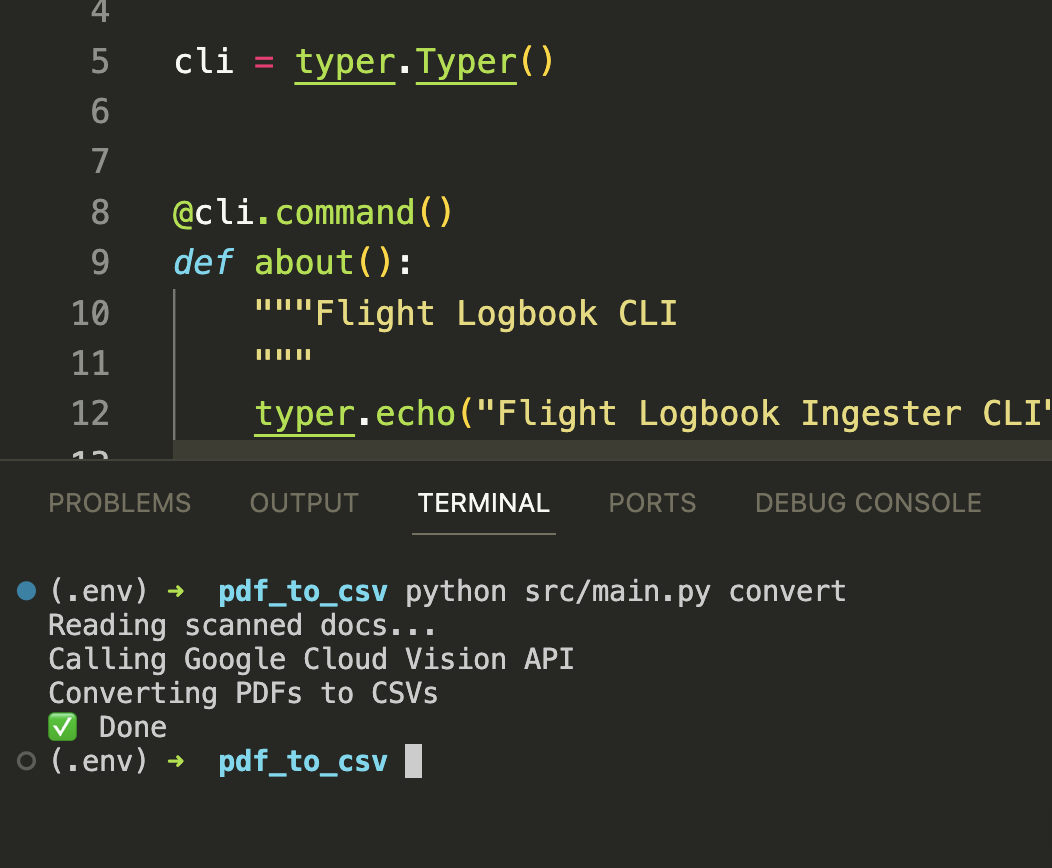 4
5 cli = typer.Typer()
6
7
8 @cli.command()
9 def about():
10 """Flight Logbook CLI
11 """
12 typer.echo("Flight Logbook Ingester CLI"
PROBLEMS OUTPUT TERMINAL PORTS DEBUG CONSOLE
(.env) ➜ pdf_to_csv python src/main.py convert
Reading scanned docs...
Calling Google Cloud Vision API
Converting PDFs to CSVs
✅ Done
(.env) ➜ pdf_to_csv